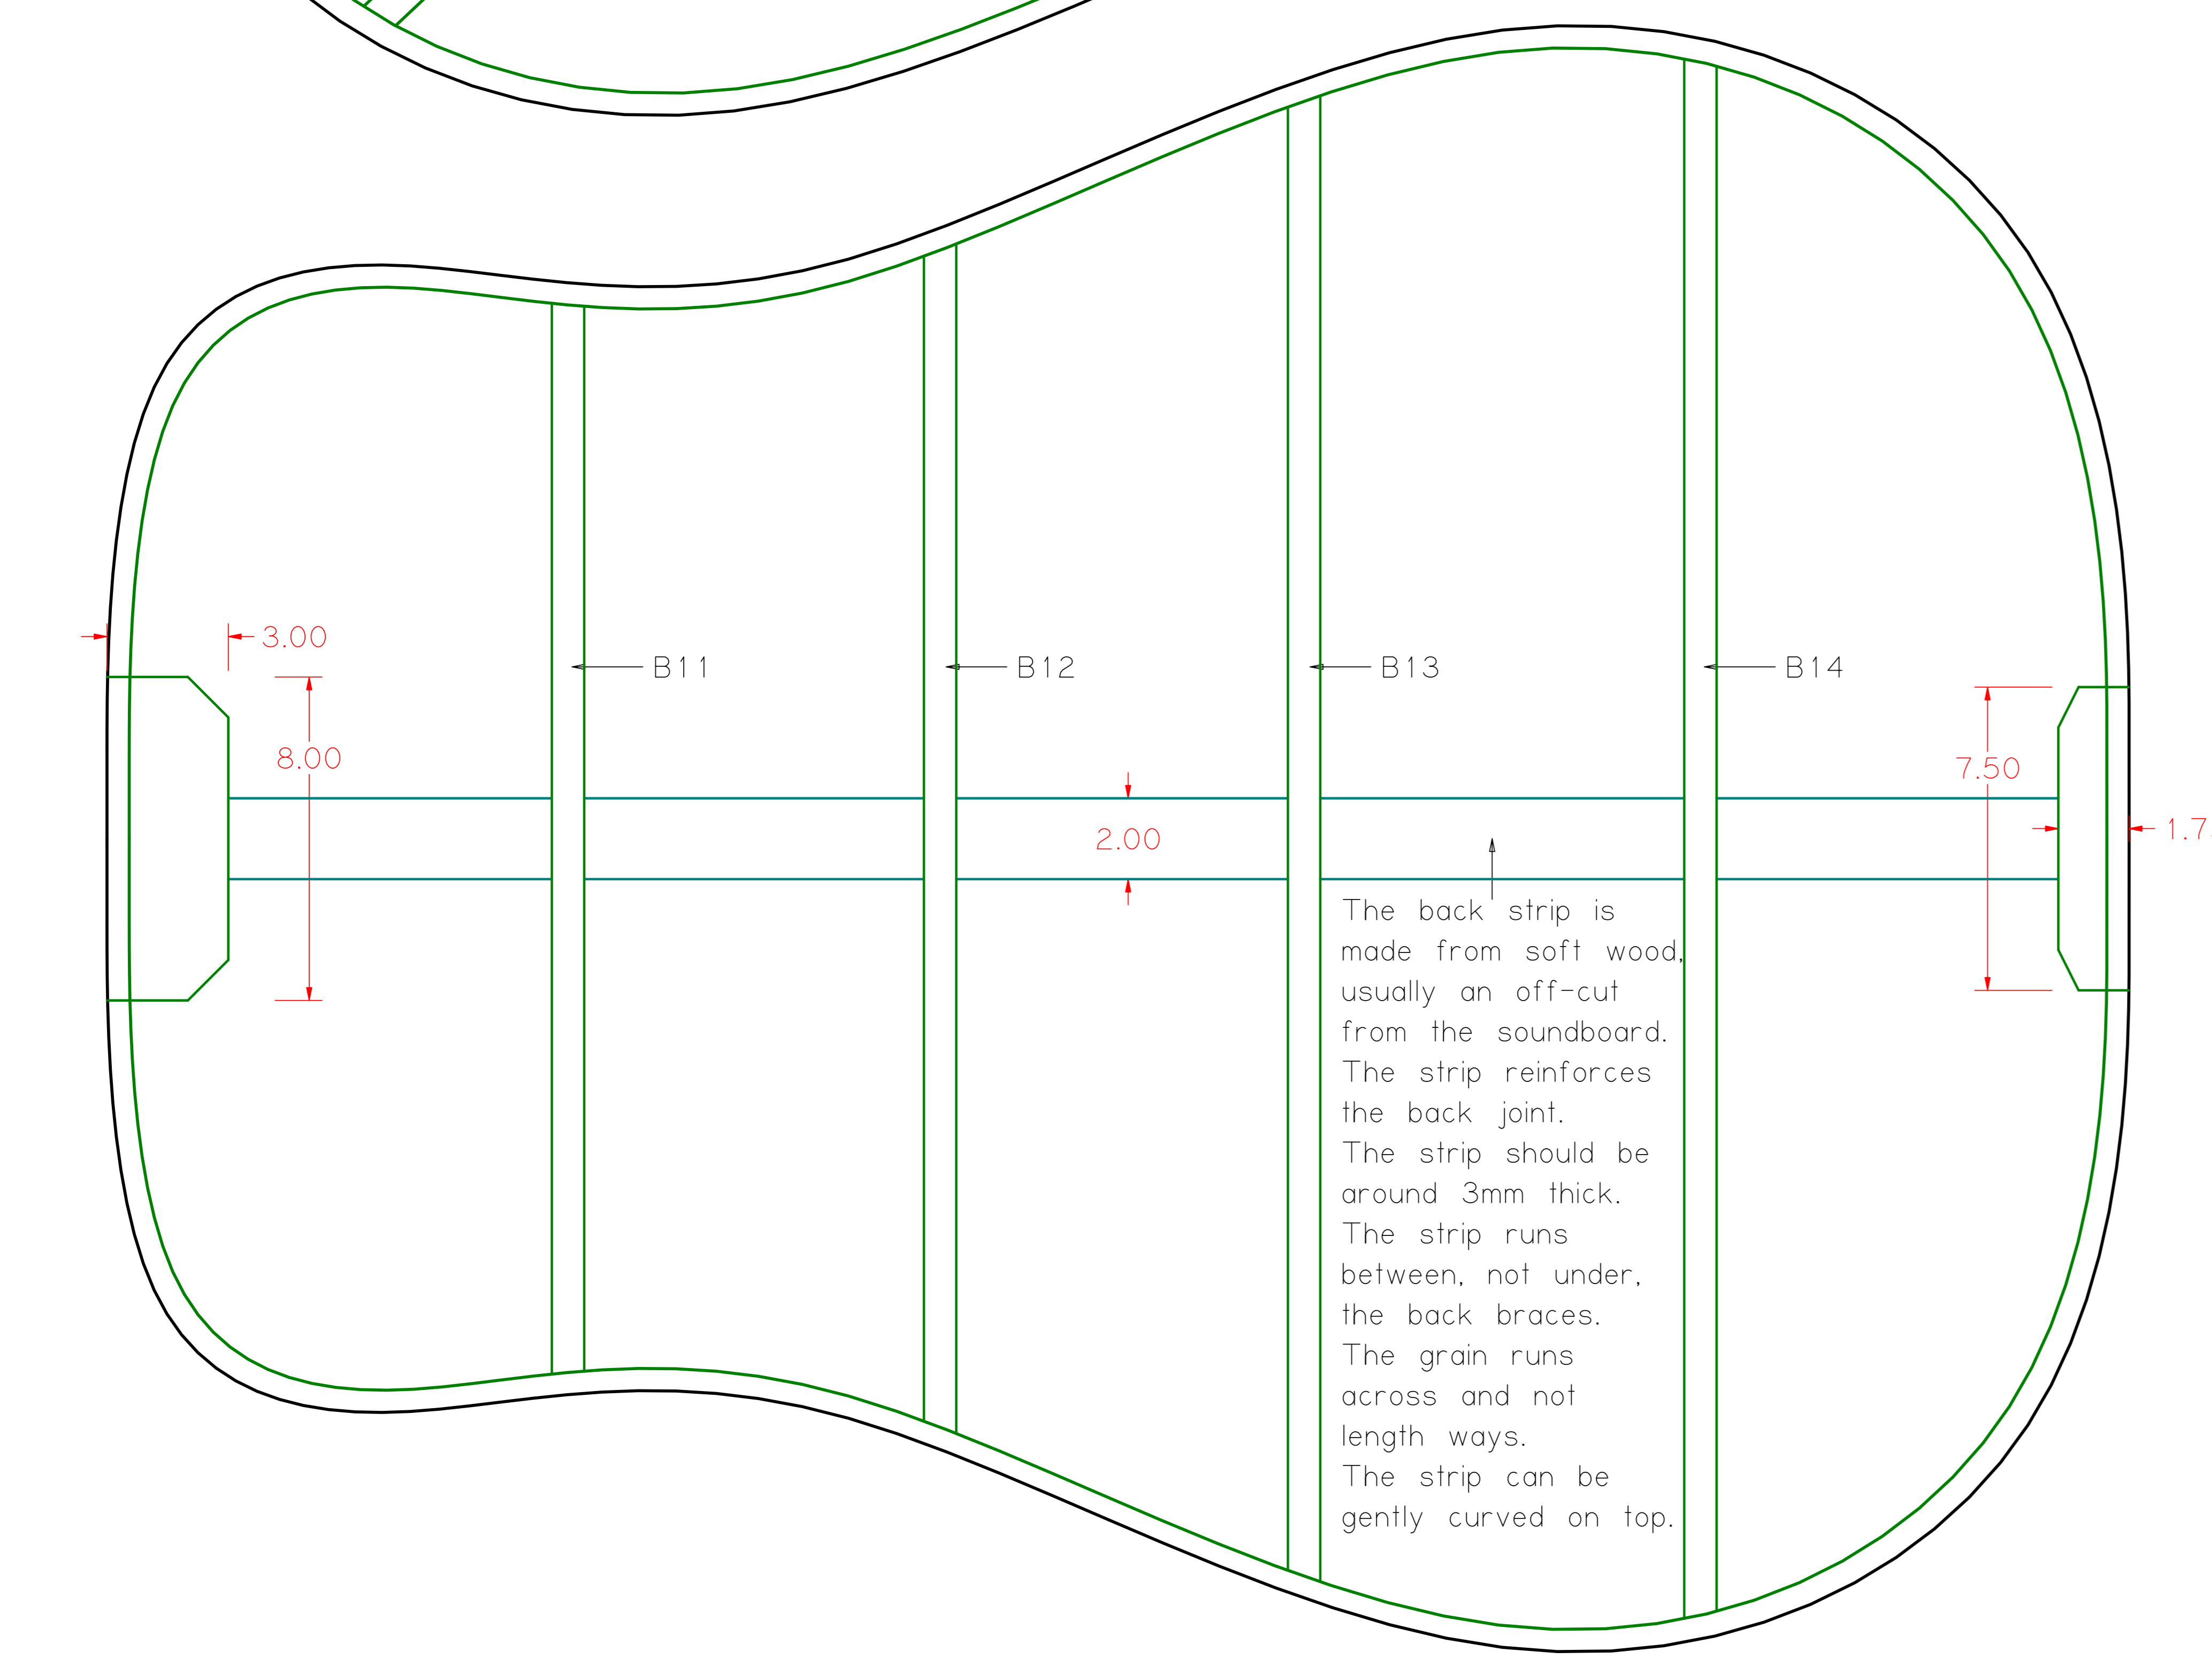 3.00
B11
B12
B13
B14
8.00
7.50
2.00
1.7
The back strip is
made from soft wood,
usually an off-cut
from the soundboard.
The strip reinforces
the back joint.
The strip should be
around 3mm thick.
The strip runs
between, not under,
the back braces.
The grain runs
across and not
length ways.
The strip can be
gently curved on top.